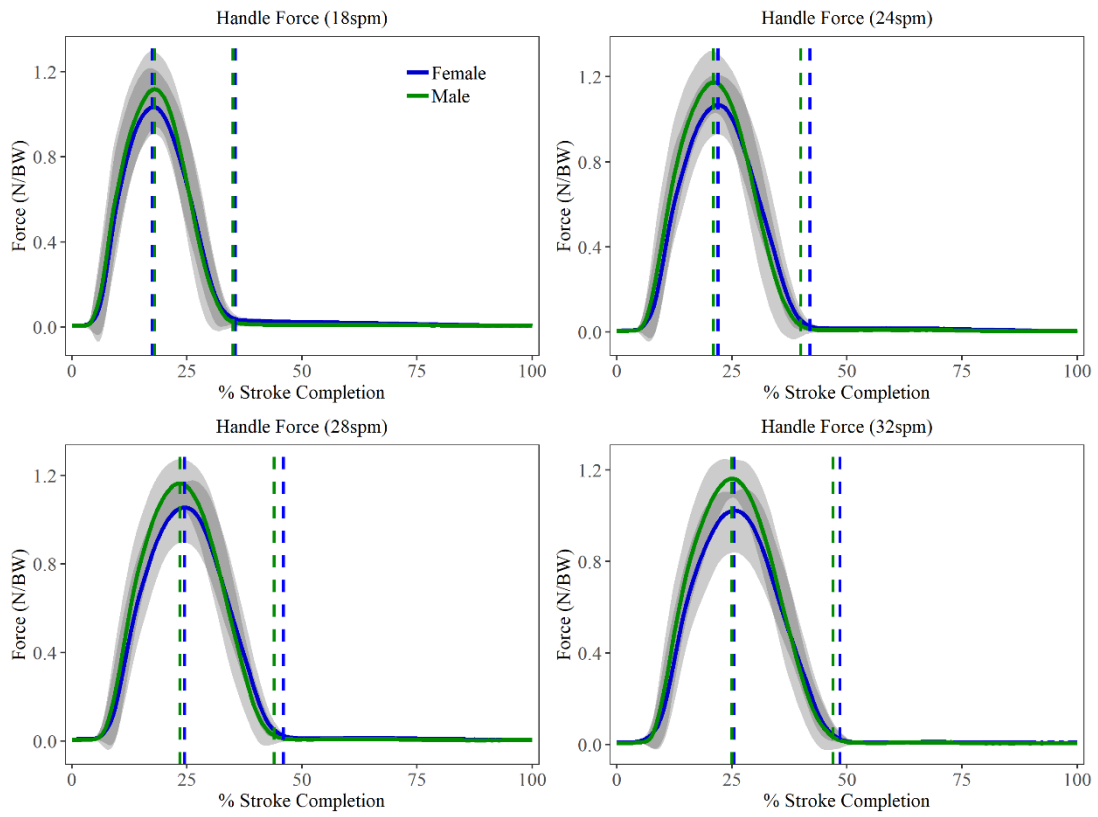 Handle Force (18spm)
Force (N/BW)
1.2
0.8
0.4
0.0
Female
Male
0
25
50
75
100
% Stroke Completion
Handle Force (24spm)
Force (N/BW)
1.2
0.8
0.4
0.0
0
25
50
75
100
% Stroke Completion
Handle Force (28spm)
Force (N/BW)
1.2
0.8
0.4
0.0
0
25
50
75
100
% Stroke Completion
Handle Force (32spm)
Force (N/BW)
1.2
0.8
0.4
0.0
0
25
50
75
100
% Stroke Completion